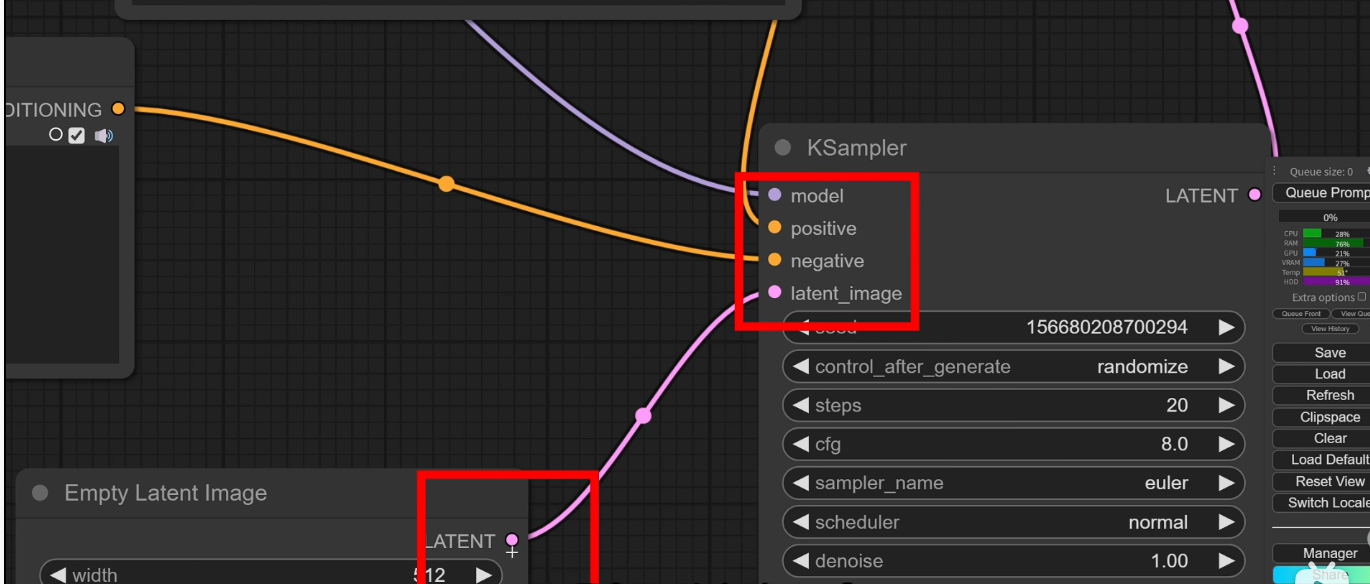 DITIONING
KSampler
model
LATENT
positive
negative
latent_image
seed 156680208700294
control_after_generate randomize
steps 20
cfg 8.0
sampler_name euler
scheduler normal
denoise 1.00
Empty Latent Image
LATENT
width 512
Queue size: 0
Queue Promp
0%
CPU 28%
RAM 76%
GPU 21%
VRAM 27%
Temp 51°
HDD 91%
Extra options
Queue Front View Que
View History
Save
Load
Refresh
Clipspace
Clear
Load Default
Reset View
Switch Locale
Manager
Share